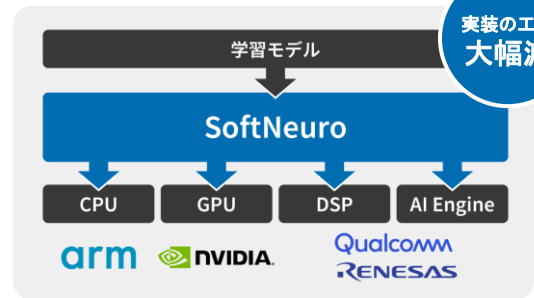 実装のエ
大幅
学習モデル
SoftNeuro
CPU
GPU
DSP
AI Engine
arm
NVIDIA.
Qualcomm
RENESAS